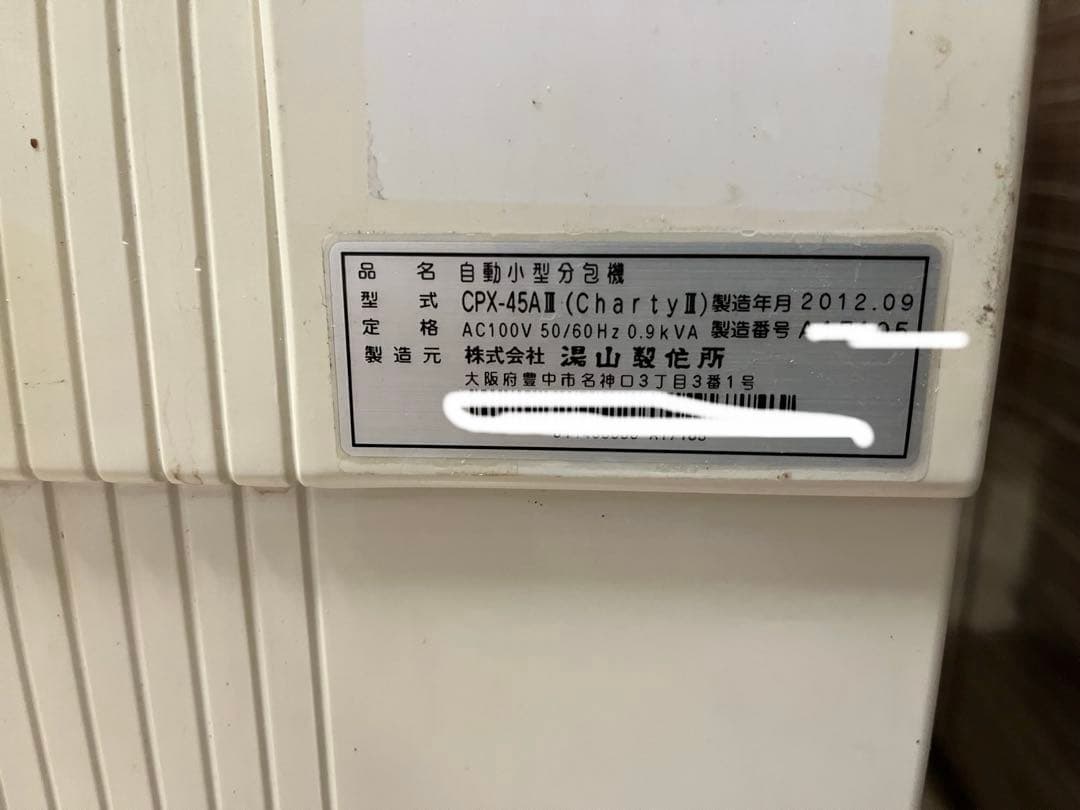 品名 自動小型分包機
型式 CPX-45AⅢ (ChartyⅢ) 製造年月 2012.09
定格 AC100V 50/60Hz 0.9kVA 製造番号
製造元 株式会社 湯山製作所
大阪府豊中市名神口3丁目3番1号